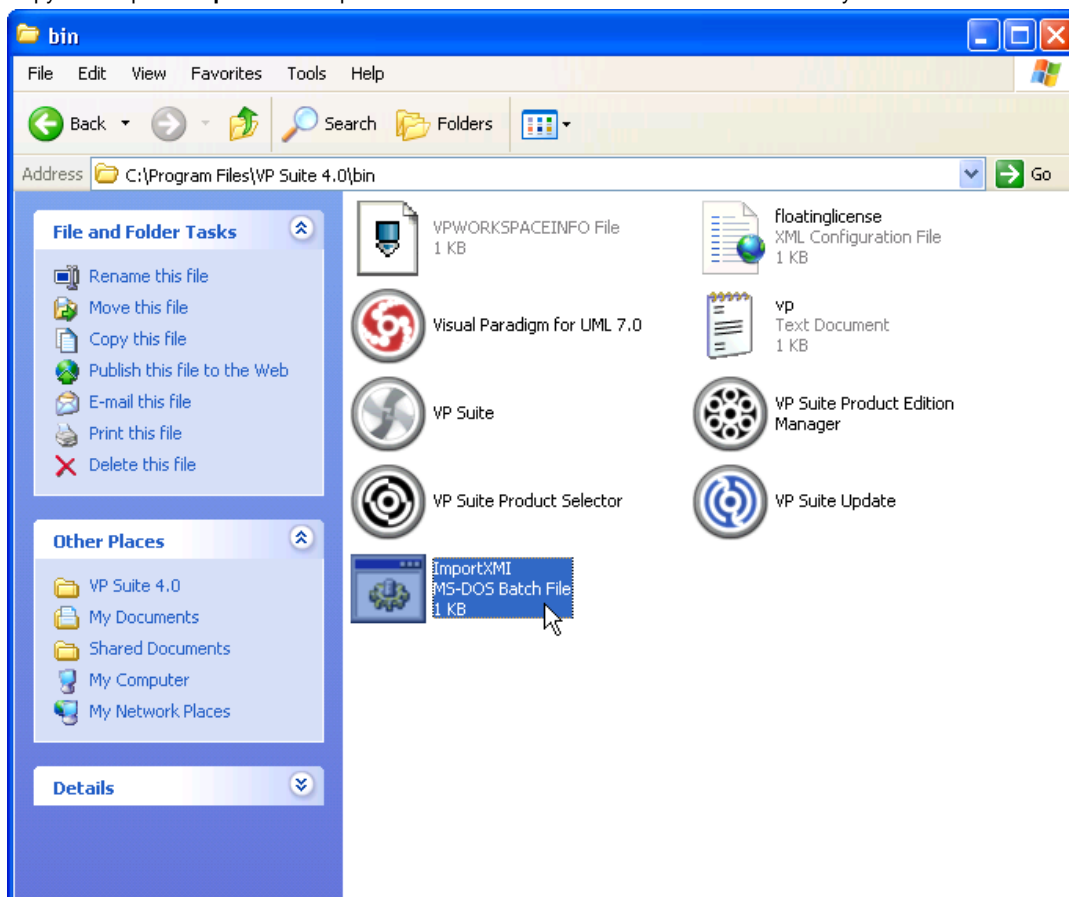 bin
File Edit View Favorites Tools Help
Back Search Folders
Address C:\Program Files\VP Suite 4.0\bin Go
File and Folder Tasks
Rename this file
Move this file
Copy this file
Publish this file to the Web
E-mail this file
Print this file
Delete this file
Other Places
VP Suite 4.0
My Documents
Shared Documents
My Computer
My Network Places
Details
VPWORKSPACEINFO File
1 KB
floatinglicense
XML Configuration File
1 KB
Visual Paradigm for UML 7.0
vp
Text Document
1 KB
VP Suite
VP Suite Product Edition
Manager
VP Suite Product Selector
VP Suite Update
ImportXMI
MS-DOS Batch File
1 KB